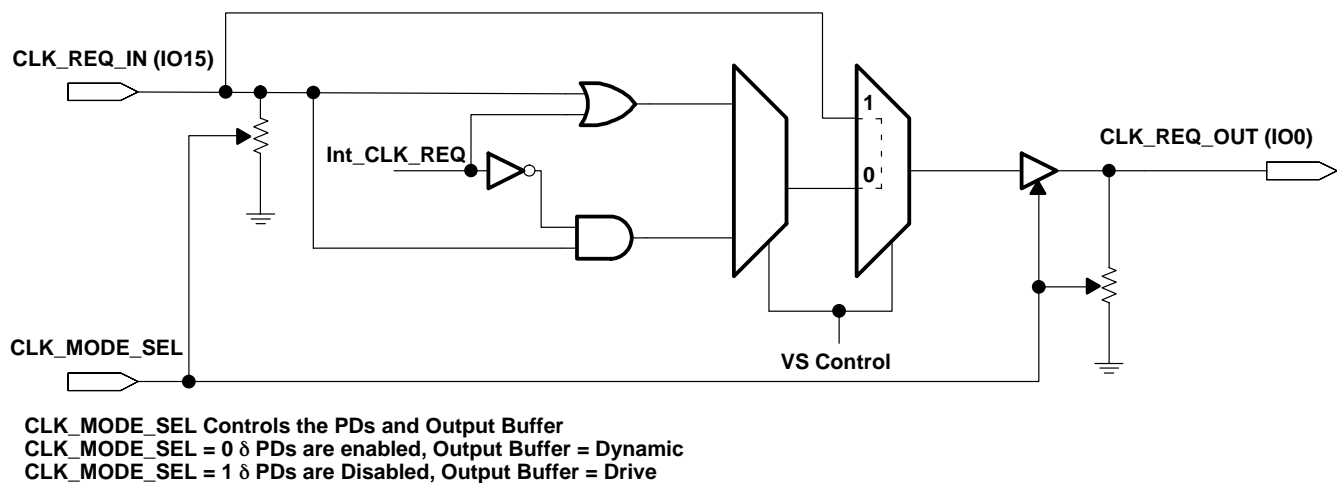 CLK_REQ_IN (IO15)
1
CLK_REQ_OUT (IO0)
Int_CLK_REQ
0
CLK_MODE_SEL
VS Control
CLK_MODE_SEL Controls the PDs and Output Buffer
CLK_MODE_SEL = 0 δ PDs are enabled, Output Buffer = Dynamic
CLK_MODE_SEL = 1 δ PDs are Disabled, Output Buffer = Drive